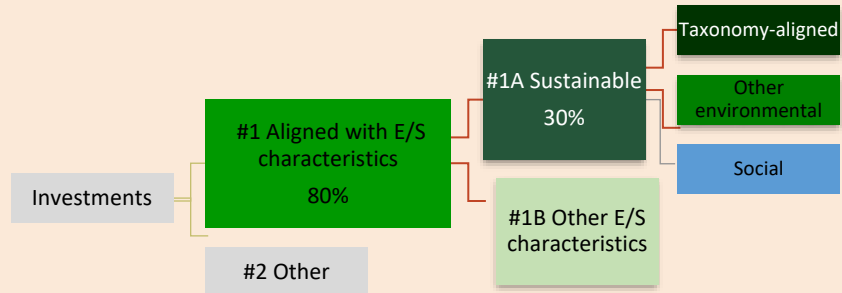 Taxonomy-aligned
#1A Sustainable
30%
Other
environmental
#1 Aligned with E/S
characteristics
80%
Social
Investments
#1B Other E/S
characteristics
#2 Other